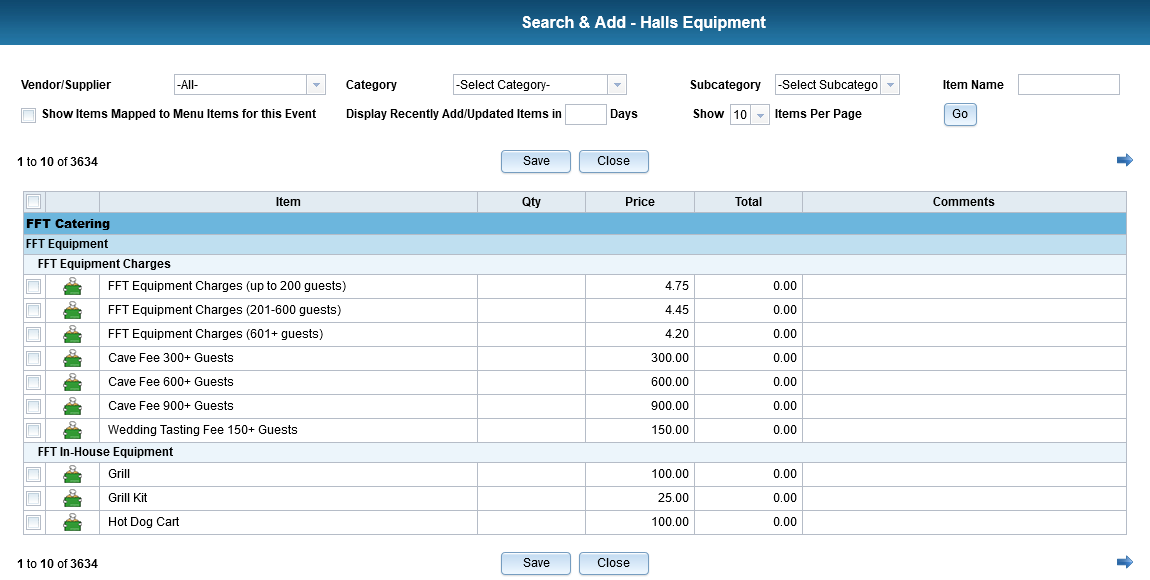 Search & Add - Halls Equipment
Vendor/Supplier -All- Category -Select Category- Subcategory -Select Subcatego Item Name
Show Items Mapped to Menu Items for this Event Display Recently Add/Updated Items in Days Show 10 Items Per Page Go
1 to 10 of 3634 Save Close
Item Qty Price Total Comments
FFT Catering
FFT Equipment
FFT Equipment Charges
FFT Equipment Charges (up to 200 guests) 4.75 0.00
FFT Equipment Charges (201-600 guests) 4.45 0.00
FFT Equipment Charges (601+ guests) 4.20 0.00
Cave Fee 300+ Guests 300.00 0.00
Cave Fee 600+ Guests 600.00 0.00
Cave Fee 900+ Guests 900.00 0.00
Wedding Tasting Fee 150+ Guests 150.00 0.00
FFT In-House Equipment
Grill 100.00 0.00
Grill Kit 25.00 0.00
Hot Dog Cart 100.00 0.00
1 to 10 of 3634 Save Close